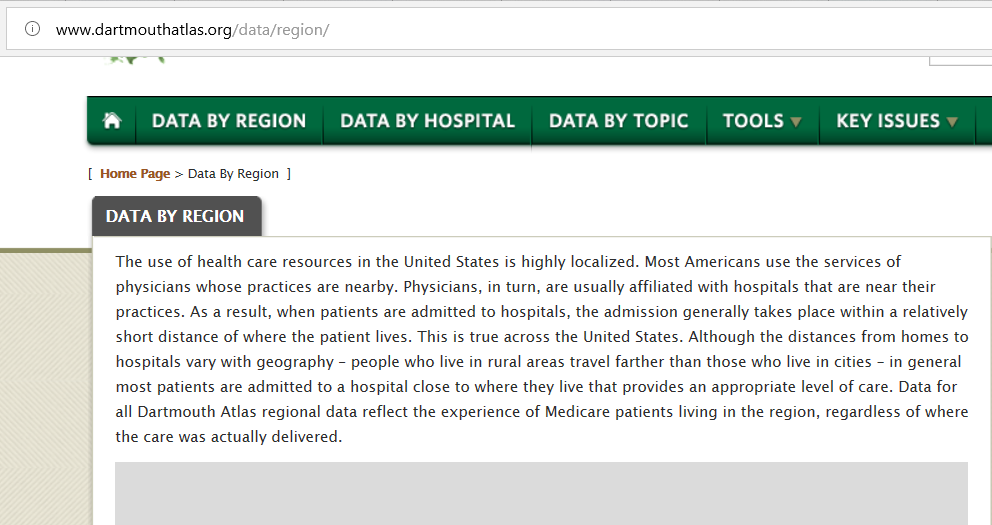 www.dartmouthatlas.org/data/region/
DATA BY REGION DATA BY HOSPITAL DATA BY TOPIC TOOLS KEY ISSUES
[ Home Page > Data By Region ]
DATA BY REGION
The use of health care resources in the United States is highly localized. Most Americans use the services of
physicians whose practices are nearby. Physicians, in turn, are usually affiliated with hospitals that are near their
practices. As a result, when patients are admitted to hospitals, the admission generally takes place within a relatively
short distance of where the patient lives. This is true across the United States. Although the distances from homes to
hospitals vary with geography – people who live in rural areas travel farther than those who live in cities – in general
most patients are admitted to a hospital close to where they live that provides an appropriate level of care. Data for
all Dartmouth Atlas regional data reflect the experience of Medicare patients living in the region, regardless of where
the care was actually delivered.